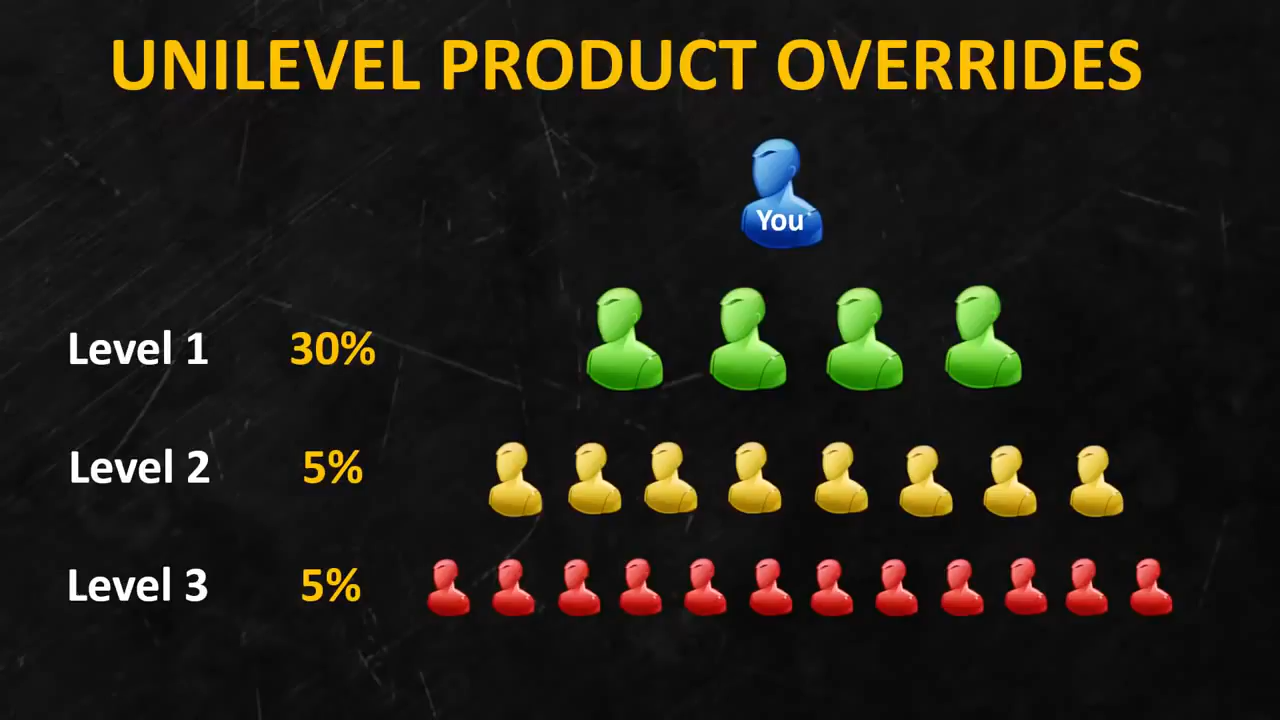 UNILEVEL PRODUCT OVERRIDES
You
Level 1 30%
Level 2 5%
Level 3 5%